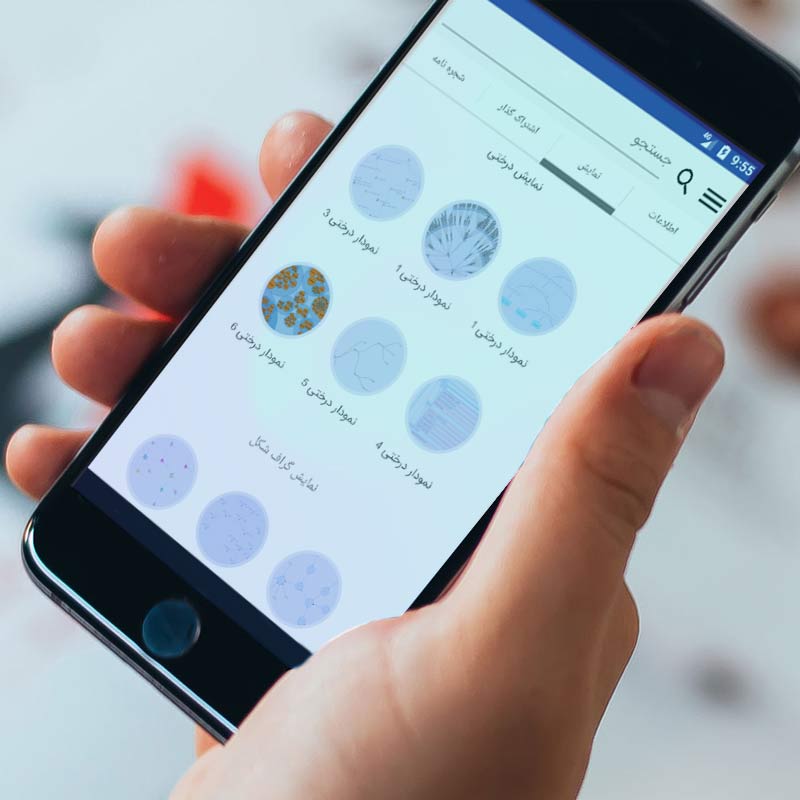 4G 9:55
جستجو
اطلاعات نمایش اشتراک گذار شجره نامه
نمایش درختی
نمودار درختی 1 نمودار درختی 1 نمودار درختی 3
نمودار درختی 4 نمودار درختی 5 نمودار درختی 6
نمایش گراف شکل